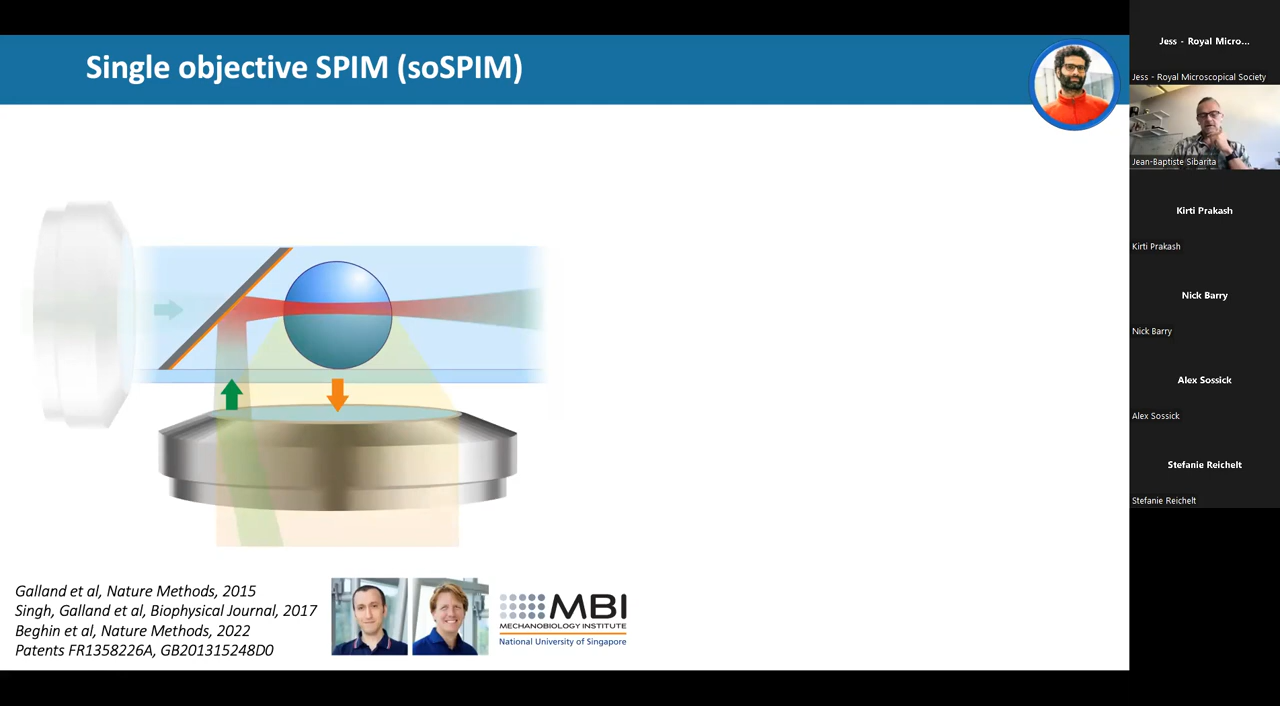 Single objective SPIM (soSPIM)
Galland et al, Nature Methods, 2015
Singh, Galland et al, Biophysical Journal, 2017
Beghin et al, Nature Methods, 2022
Patents FR1358226A, GB201315248D0
MBI
MECHANOBIOLOGY INSTITUTE
National University of Singapore
Jess - Royal Micro...
Jess - Royal Microscopical Society
Jean-Baptiste Sibarita
Kirti Prakash
Kirti Prakash
Nick Barry
Nick Barry
Alex Sossick
Alex Sossick
Stefanie Reichelt
Stefanie Reichelt